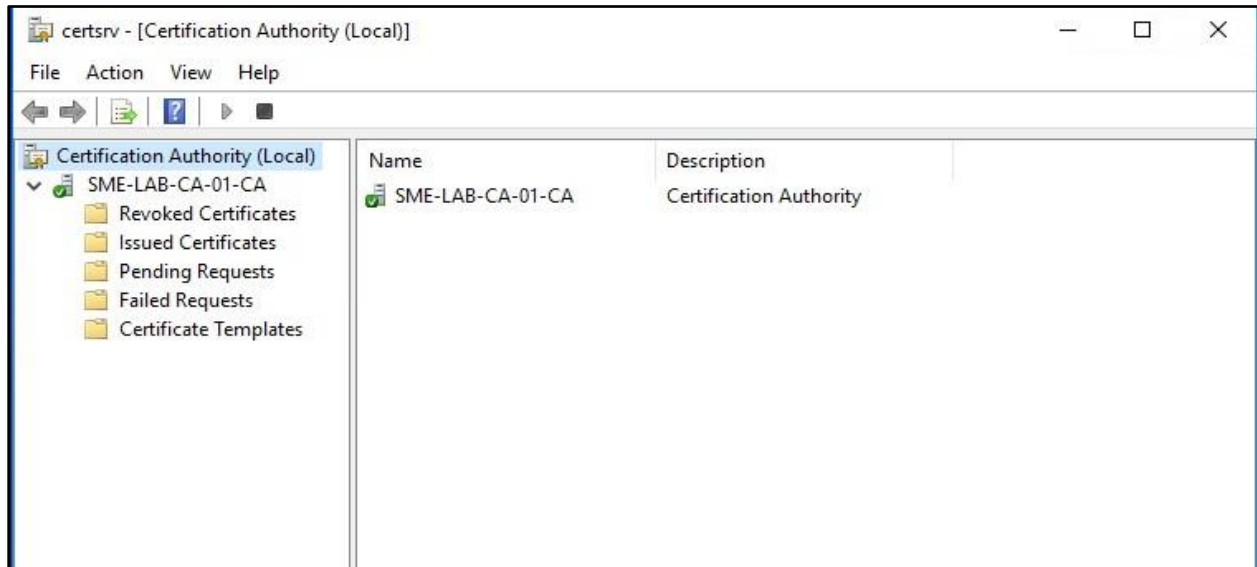 certsrv - [Certification Authority (Local)]
File Action View Help
Certification Authority (Local)
SME-LAB-CA-01-CA
Revoked Certificates
Issued Certificates
Pending Requests
Failed Requests
Certificate Templates
Name Description
SME-LAB-CA-01-CA Certification Authority